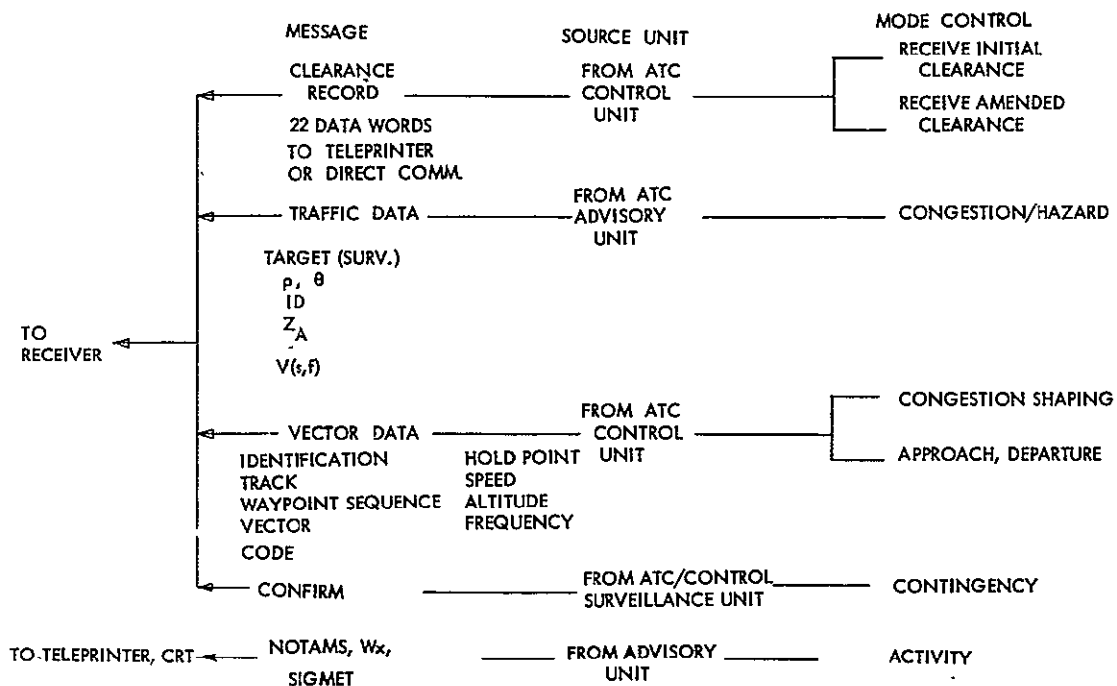 MESSAGE
SOURCE UNIT
MODE CONTROL
CLEARANCE
RECORD
FROM ATC
CONTROL
UNIT
RECEIVE INITIAL
CLEARANCE
RECEIVE AMENDED
CLEARANCE
22 DATA WORDS
TO TELEPRINTER
OR DIRECT COMM.
TRAFFIC DATA
FROM ATC
ADVISORY
UNIT
CONGESTION/HAZARD
TARGET (SURV.)
ρ, θ
ID
Z_A
V(s,f)
TO
RECEIVER
VECTOR DATA
FROM ATC
CONTROL
UNIT
CONGESTION SHAPING
APPROACH, DEPARTURE
IDENTIFICATION
TRACK
WAYPOINT SEQUENCE
VECTOR
CODE
HOLD POINT
SPEED
ALTITUDE
FREQUENCY
CONFIRM
FROM ATC/CONTROL
SURVEILLANCE UNIT
CONTINGENCY
TO-TELEPRINTER, CRT
NOTAMS, Wx,
SIGMET
FROM ADVISORY
UNIT
ACTIVITY